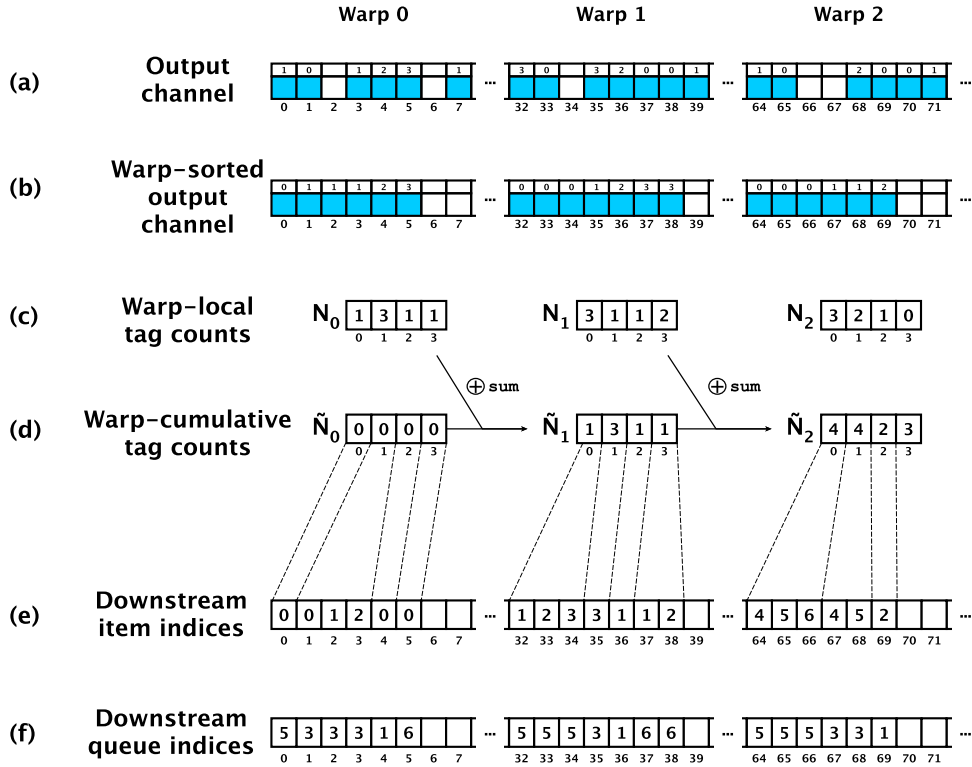 Warp 0 Warp 1 Warp 2
(a) Output channel
1 0 1 2 3 1 ... 3 0 3 2 0 0 1 ... 1 0 2 0 0 1 ...
0 1 2 3 4 5 6 7 32 33 34 35 36 37 38 39 64 65 66 67 68 69 70 71
(b) Warp-sorted output channel
0 1 1 1 2 3 ... 0 0 0 1 2 3 3 ... 0 0 0 1 1 2 ...
0 1 2 3 4 5 6 7 32 33 34 35 36 37 38 39 64 65 66 67 68 69 70 71
(c) Warp-local tag counts
N0 1 3 1 1 N1 3 1 1 2 N2 3 2 1 0
0 1 2 3 0 1 2 3 0 1 2 3
⊕ sum ⊕ sum
(d) Warp-cumulative tag counts
Ñ0 0 0 0 0 Ñ1 1 3 1 1 Ñ2 4 4 2 3
0 1 2 3 0 1 2 3 0 1 2 3
(e) Downstream item indices
0 0 1 2 0 0 ... 1 2 3 3 1 1 2 ... 4 5 6 4 5 2 ...
0 1 2 3 4 5 6 7 32 33 34 35 36 37 38 39 64 65 66 67 68 69 70 71
(f) Downstream queue indices
5 3 3 3 1 6 ... 5 5 5 3 1 6 6 ... 5 5 5 3 3 1 ...
0 1 2 3 4 5 6 7 32 33 34 35 36 37 38 39 64 65 66 67 68 69 70 71